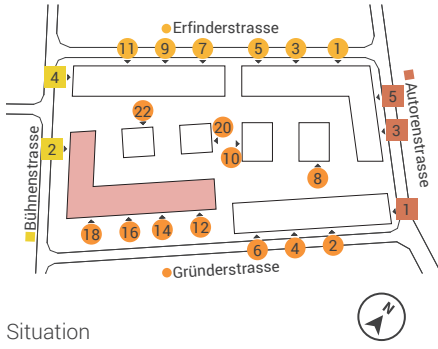 Erfinderstrasse
11 9 7 5 3 1
4
5
22
20
3
2
10
8
Bühnenstrasse
Autorenstrasse
1
18 16 14 12
6 4 2
Gründerstrasse
N
Situation